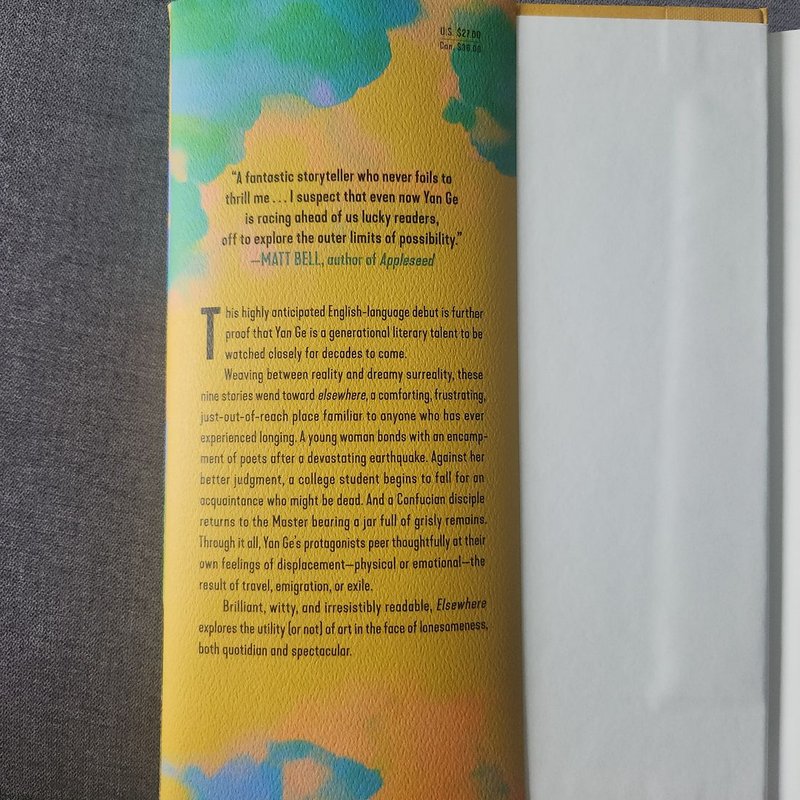 U.S. $27.00
Can. $36.00
“A fantastic storyteller who never fails to
thrill me . . . I suspect that even now Yan Ge
is racing ahead of us lucky readers,
off to explore the outer limits of possibility.”
—MATT BELL, author of Appleseed
This highly anticipated English-language debut is further
proof that Yan Ge is a generational literary talent to be
watched closely for decades to come.
Weaving between reality and dreamy surreality, these
nine stories wend toward elsewhere, a comforting, frustrating,
just-out-of-reach place familiar to anyone who has ever
experienced longing. A young woman bonds with an encamp-
ment of poets after a devastating earthquake. Against her
better judgment, a college student begins to fall for an
acquaintance who might be dead. And a Confucian disciple
returns to the Master bearing a jar full of grisly remains.
Through it all, Yan Ge’s protagonists peer thoughtfully at their
own feelings of displacement—physical or emotional—the
result of travel, emigration, or exile.
Brilliant, witty, and irresistibly readable, Elsewhere
explores the utility (or not) of art in the face of lonesomeness,
both quotidian and spectacular.